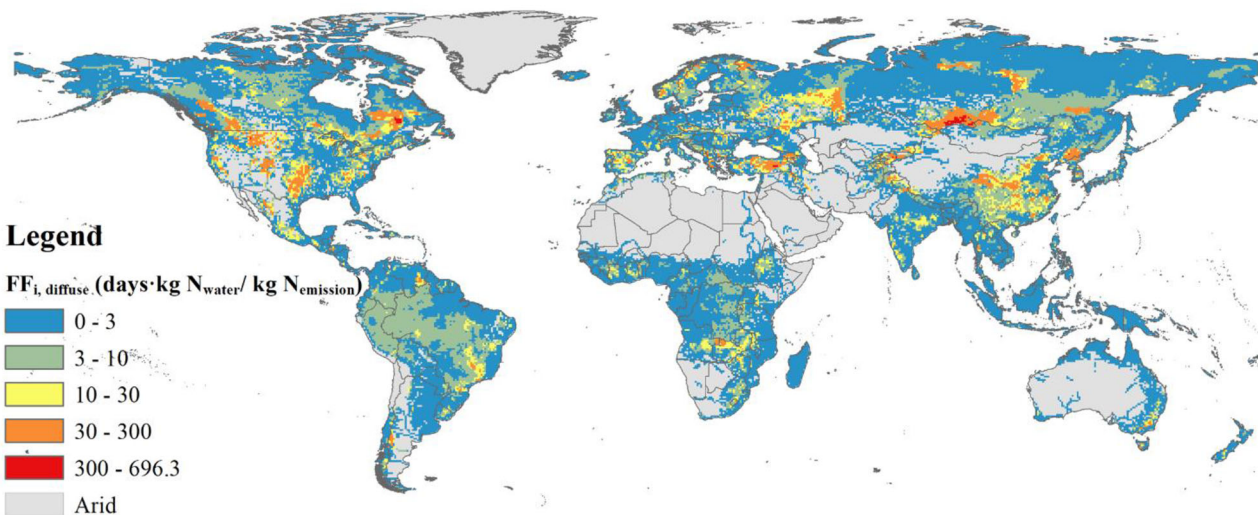 Legend
FFi, diffuse (days·kg Nwater/ kg Nemission)
0 - 3
3 - 10
10 - 30
30 - 300
300 - 696.3
Arid